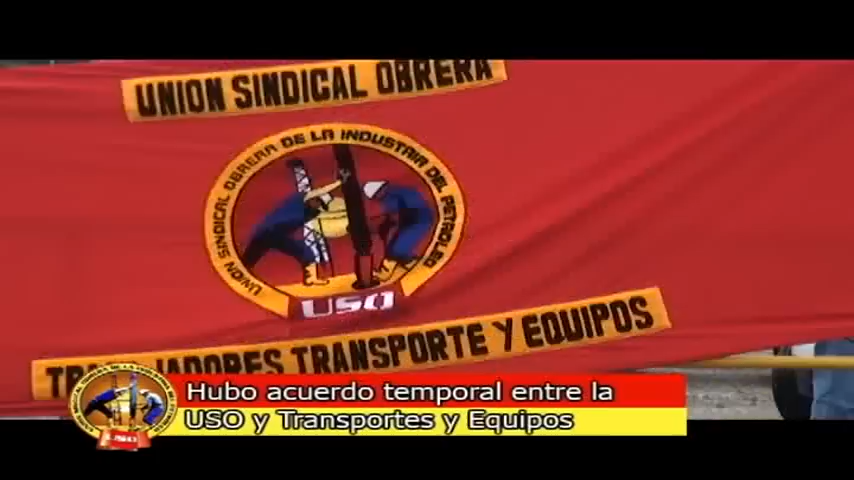 UNION SINDICAL OBRERA
UNION SINDICAL OBRERA DE LA INDUSTRIA DEL PETROLEO
USO
TRABAJADORES TRANSPORTE Y EQUIPOS
Hubo acuerdo temporal entre la
USO y Transportes y Equipos